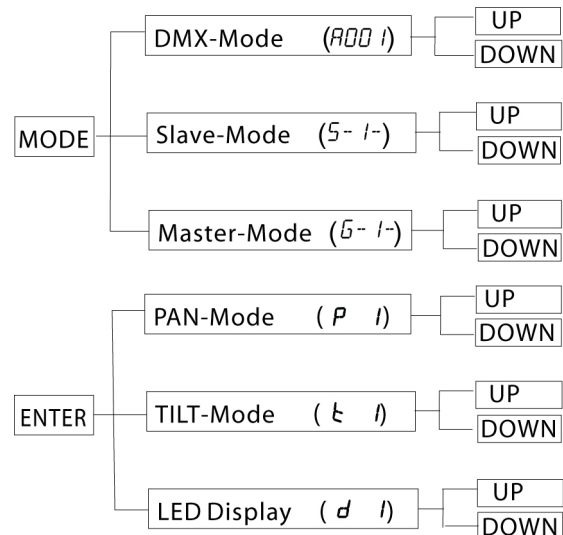 UP
DMX-Mode (A001)
DOWN
UP
MODE Slave-Mode (S-1-)
DOWN
UP
Master-Mode (G-1-)
DOWN
UP
PAN-Mode (P 1)
DOWN
UP
ENTER TILT-Mode (t 1)
DOWN
UP
LED Display (d 1)
DOWN